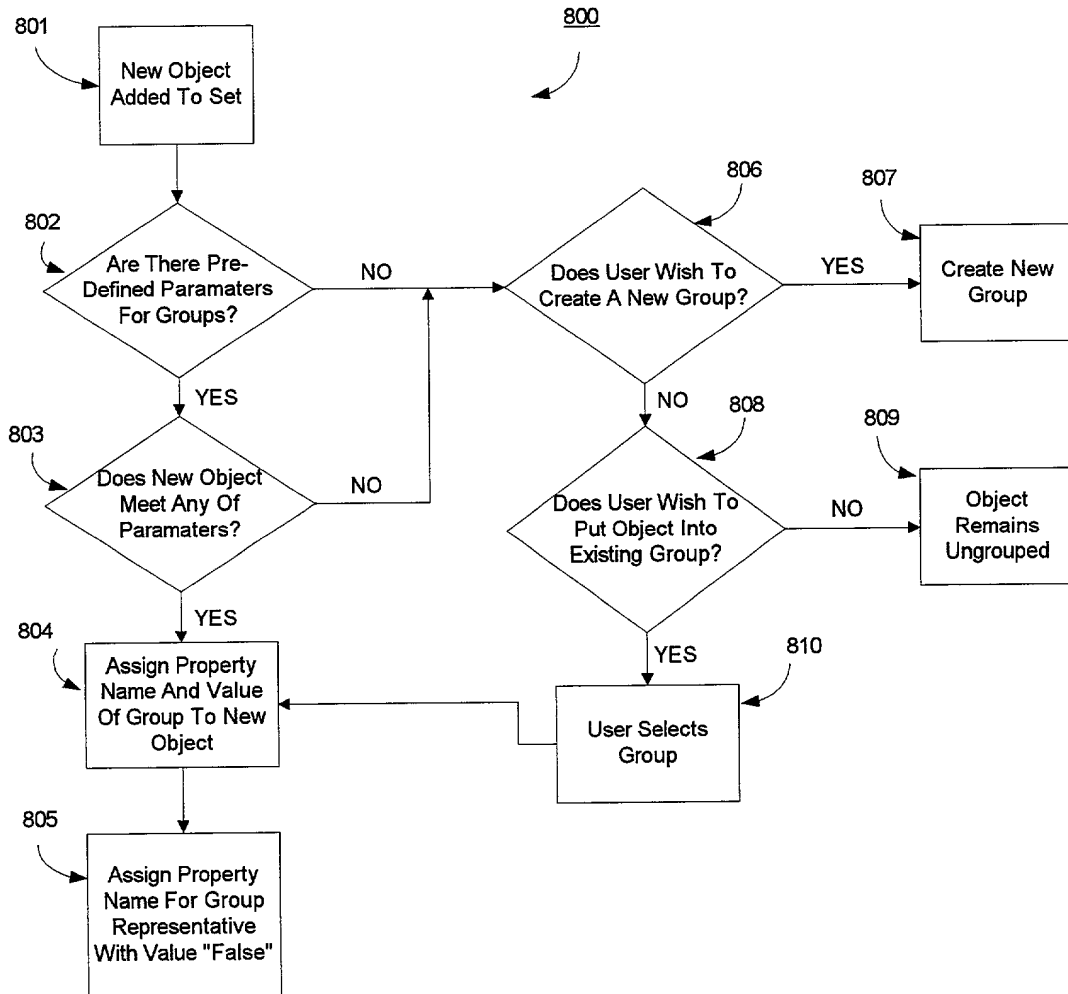 800
801
New Object
Added To Set
802
Are There Pre-
Defined Paramaters
For Groups?
NO
YES
803
Does New Object
Meet Any Of
Paramaters?
NO
YES
804
Assign Property
Name And Value
Of Group To New
Object
805
Assign Property
Name For Group
Representative
With Value "False"
806
Does User Wish To
Create A New Group?
YES
NO
807
Create New
Group
808
Does User Wish To
Put Object Into
Existing Group?
NO
YES
809
Object
Remains
Ungrouped
810
User Selects
Group